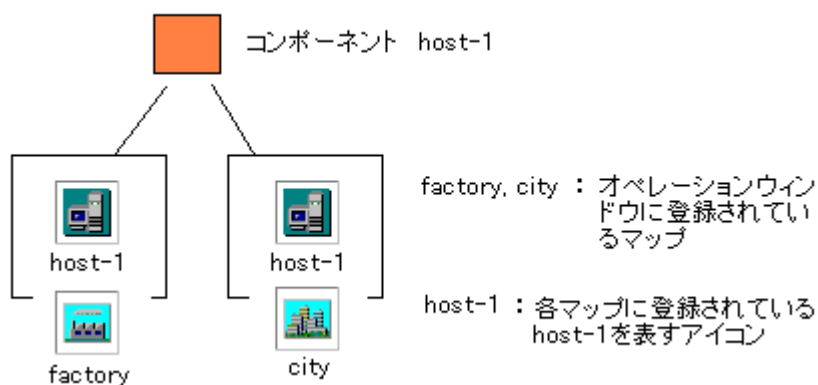 コンポーネント host-1
host-1
host-1
factory
city
factory, city : オペレーションウィン
ドウに登録されてい
るマップ
host-1 : 各マップに登録されている
host-1を表すアイコン